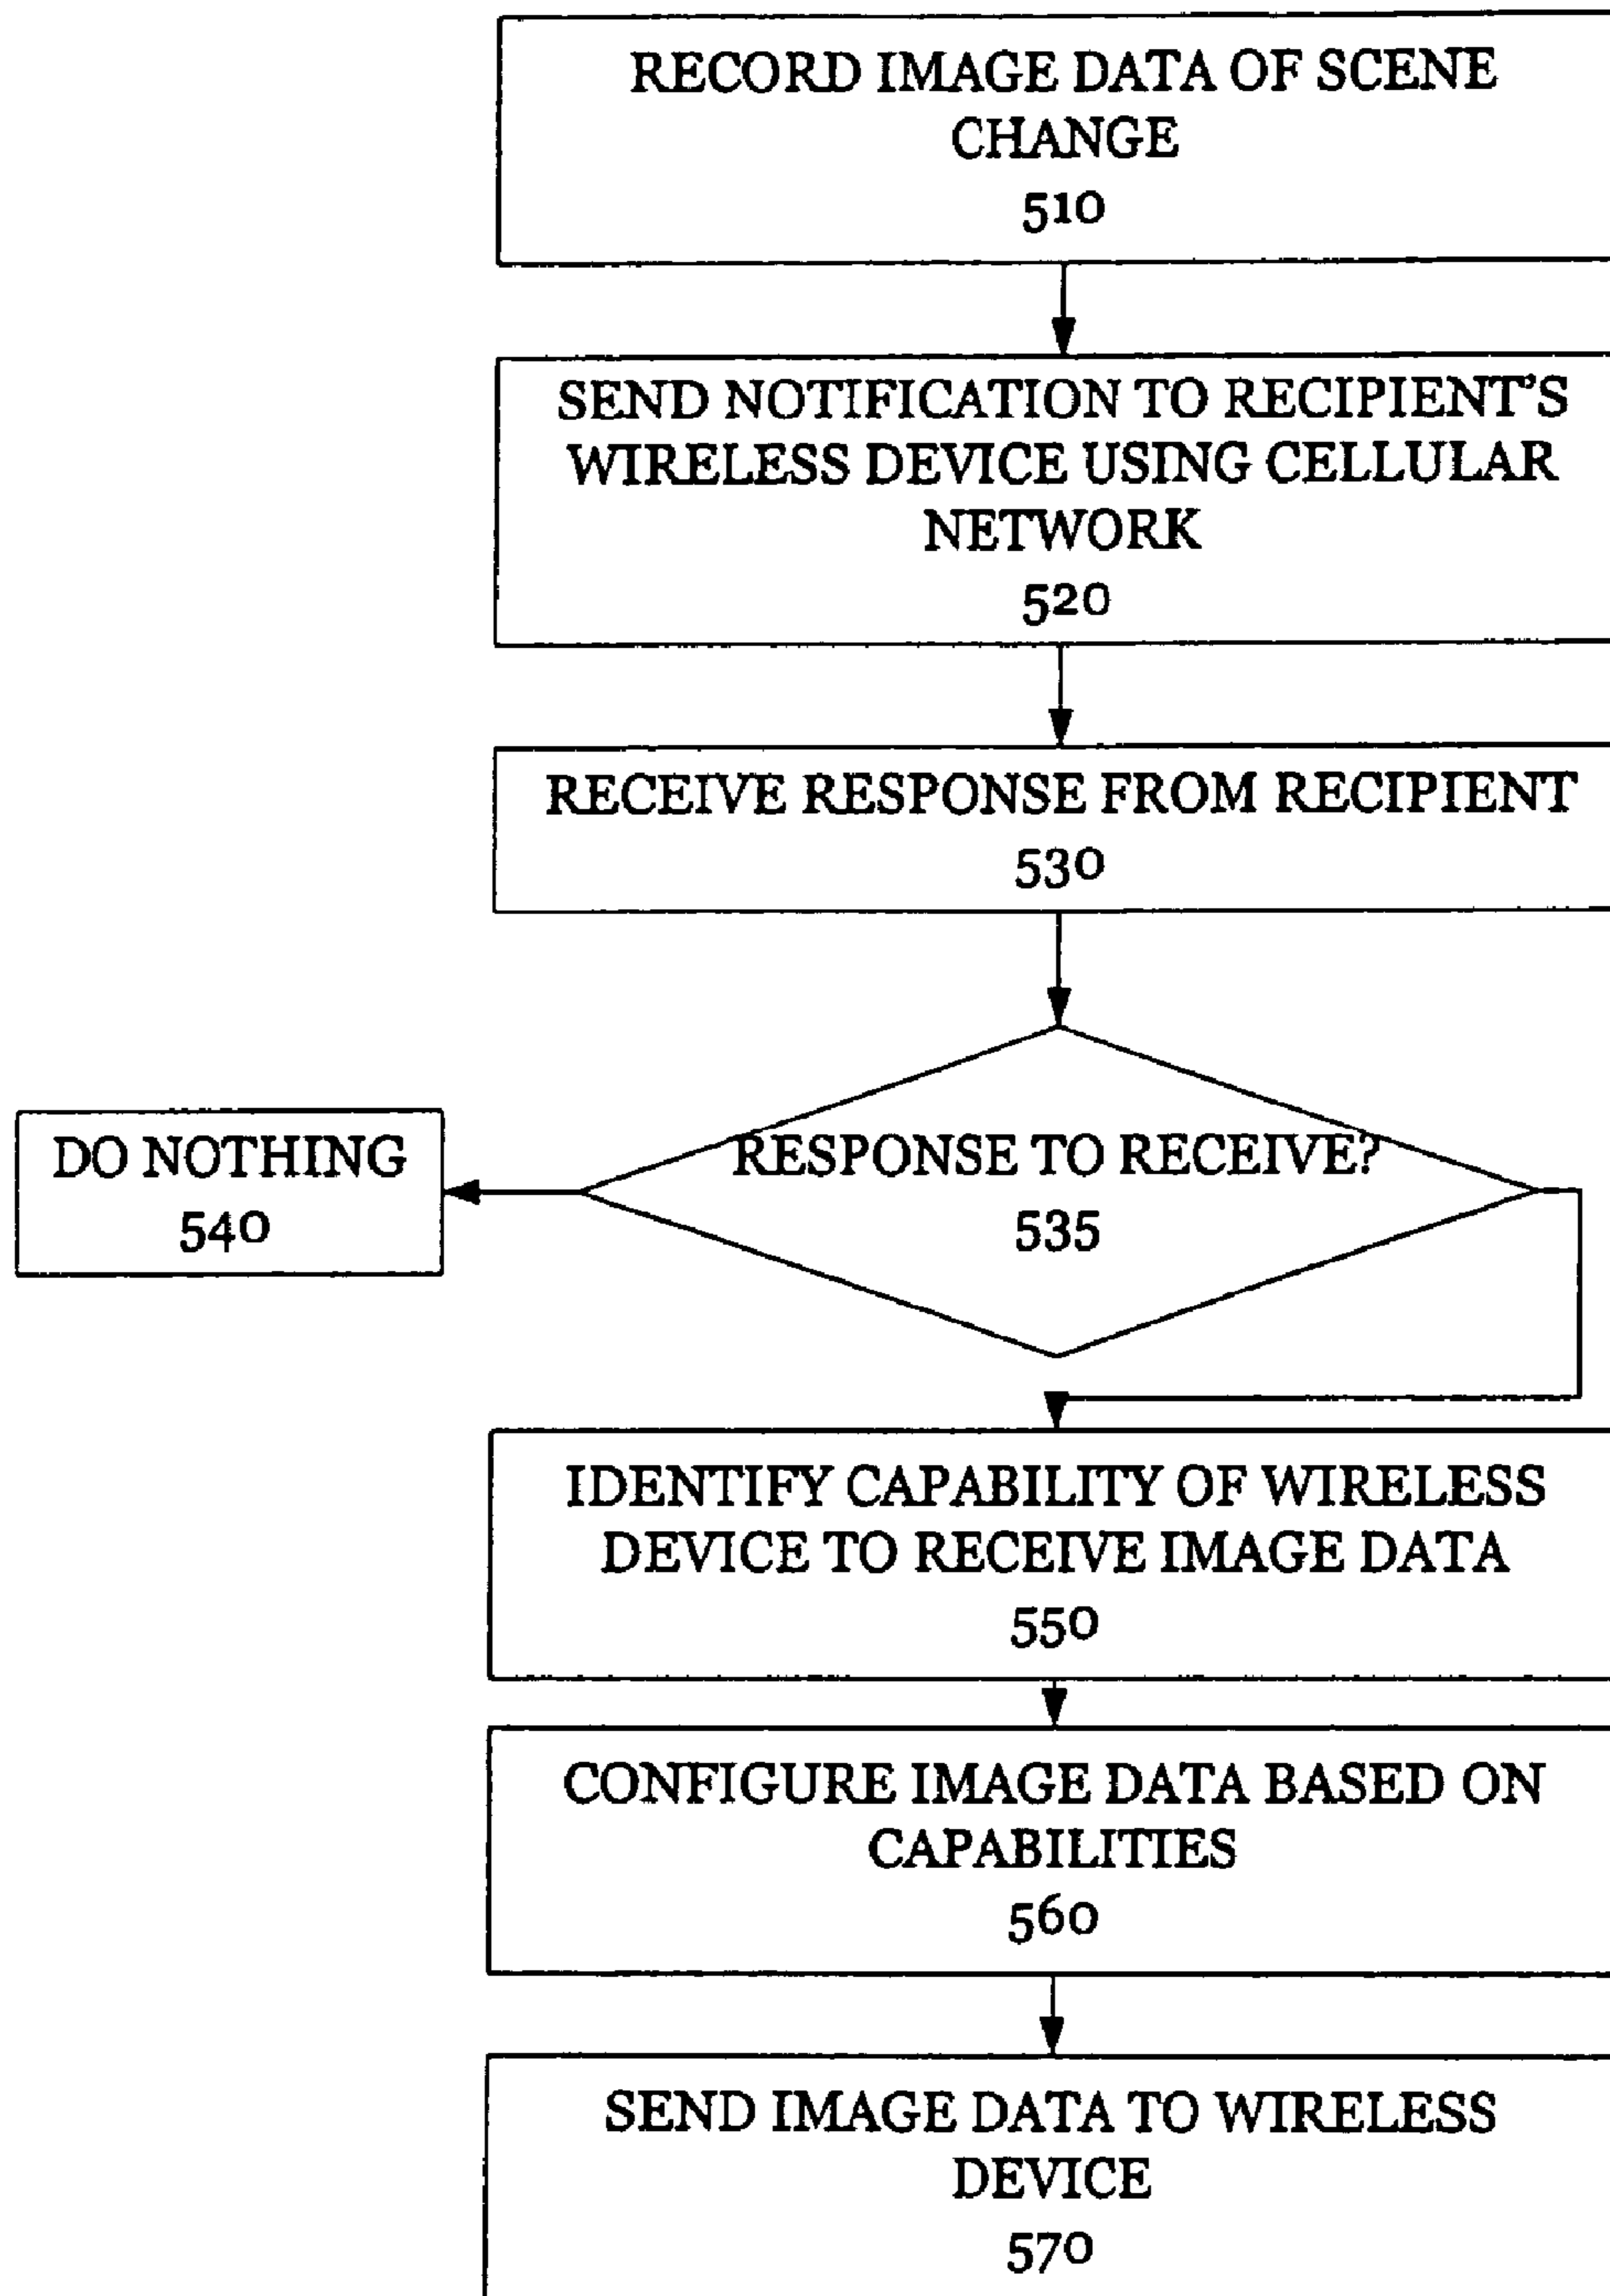 RECORD IMAGE DATA OF SCENE
CHANGE
510
SEND NOTIFICATION TO RECIPIENT'S
WIRELESS DEVICE USING CELLULAR
NETWORK
520
RECEIVE RESPONSE FROM RECIPIENT
530
RESPONSE TO RECEIVE?
535
DO NOTHING
540
IDENTIFY CAPABILITY OF WIRELESS
DEVICE TO RECEIVE IMAGE DATA
550
CONFIGURE IMAGE DATA BASED ON
CAPABILITIES
560
SEND IMAGE DATA TO WIRELESS
DEVICE
570